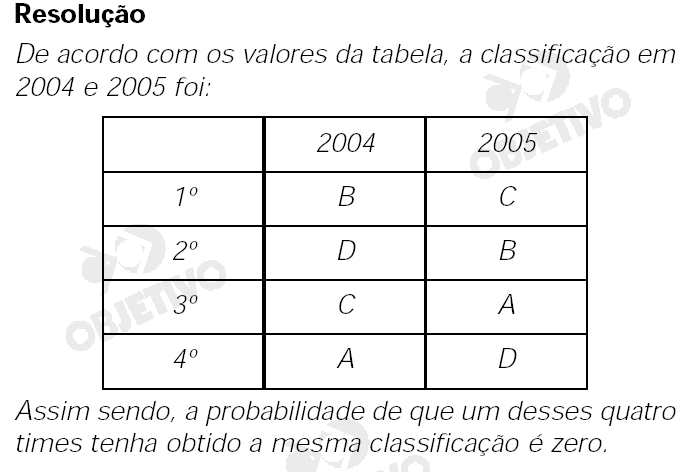 Resolução
De acordo com os valores da tabela, a classificação em
2004 e 2005 foi:
2004 2005
1º B C
2º D B
3º C A
4º A D
Assim sendo, a probabilidade de que um desses quatro
times tenha obtido a mesma classificação é zero.
OBJETIVO
OBJETIVO